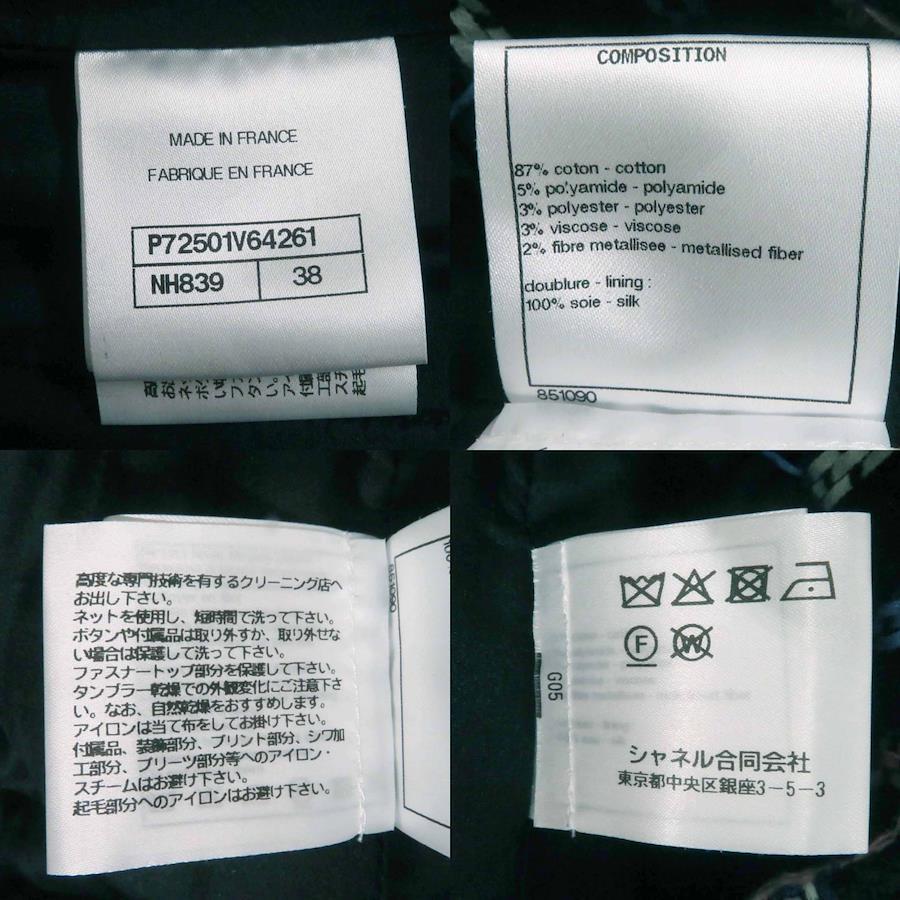 MADE IN FRANCE
FABRIQUE EN FRANCE
P72501V64261
NH839 38
COMPOSITION
87% coton - cotton
5% polyamide - polyamide
3% polyester - polyester
3% viscose - viscose
2% fibre metallisee - metallised fiber
doublure - lining :
100% soie - silk
851090
高度な専門技術を有するクリーニング店へ
お出し下さい。
ネットを使用し、短時間で洗って下さい。
ボタンや付属品は取り外すか、取り外せな
い場合は保護して洗って下さい。
ファスナートップ部分を保護して下さい。
タンブラー乾燥での外観変化にご注意下さ
い。なお、自然乾燥をおすすめします。
アイロンは当て布をしてお掛け下さい。
付属品、装飾部分、プリント部分、シワ加
工部分、プリーツ部分等へのアイロン・
スチームはお避け下さい。
起毛部分へのアイロンはお避け下さい。
851090
F
W
G05
シャネル合同会社
東京都中央区銀座3-5-3